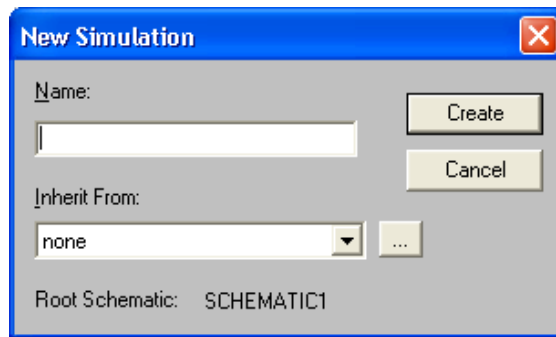 New Simulation
Name:
Create
Cancel
Inherit From:
none
...
Root Schematic: SCHEMATIC1